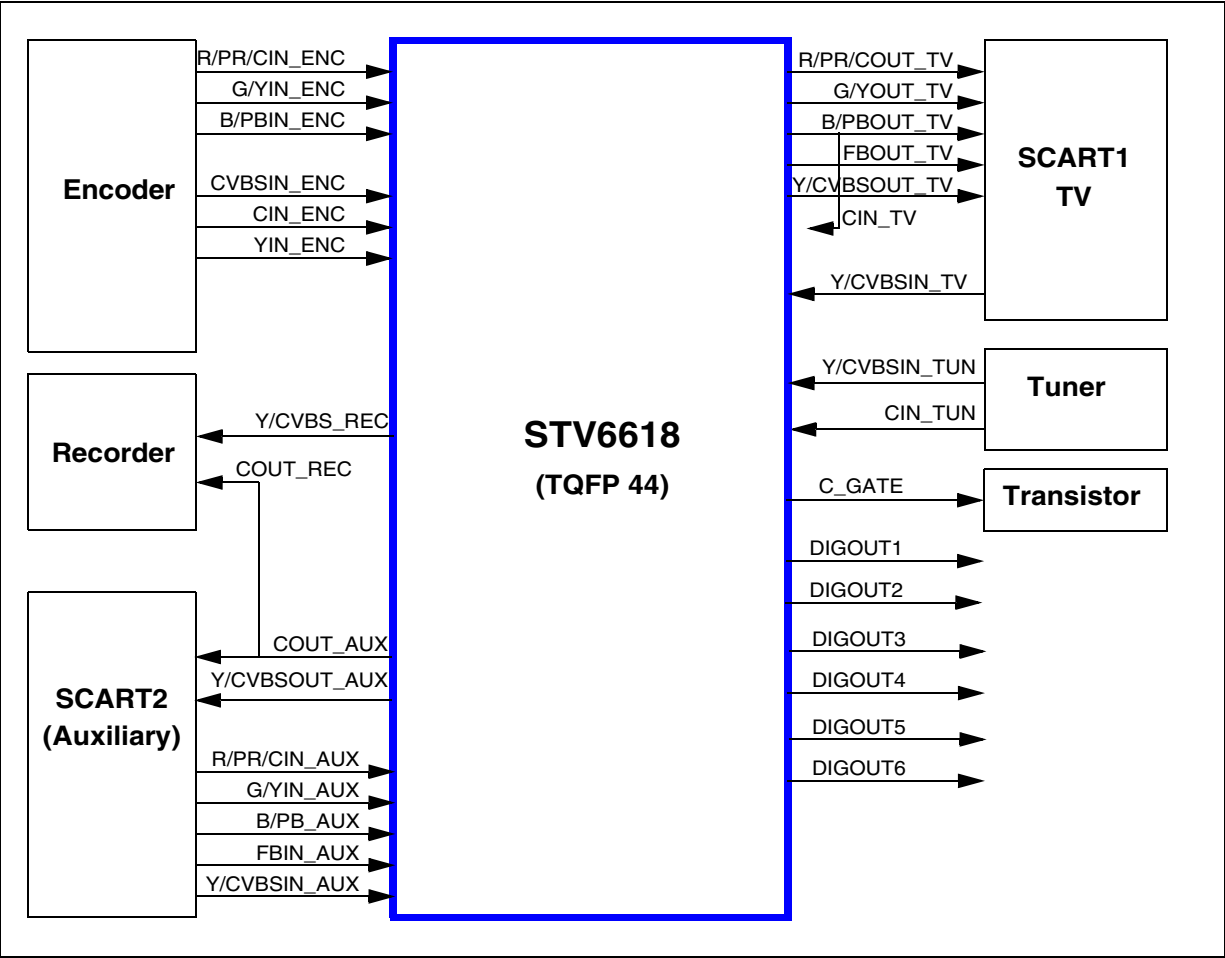 R/PR/CIN_ENC
G/YIN_ENC
B/PBIN_ENC
Encoder
CVBSIN_ENC
CIN_ENC
YIN_ENC
Y/CVBS_REC
Recorder
COUT_REC
COUT_AUX
Y/CVBSOUT_AUX
SCART2
(Auxiliary)
R/PR/CIN_AUX
G/YIN_AUX
B/PB_AUX
FBIN_AUX
Y/CVBSIN_AUX
STV6618
(TQFP 44)
R/PR/COUT_TV
G/YOUT_TV
B/PBOUT_TV
FBOUT_TV
Y/CVBSOUT_TV
CIN_TV
Y/CVBSIN_TV
SCART1
TV
Y/CVBSIN_TUN
CIN_TUN
Tuner
C_GATE
Transistor
DIGOUT1
DIGOUT2
DIGOUT3
DIGOUT4
DIGOUT5
DIGOUT6